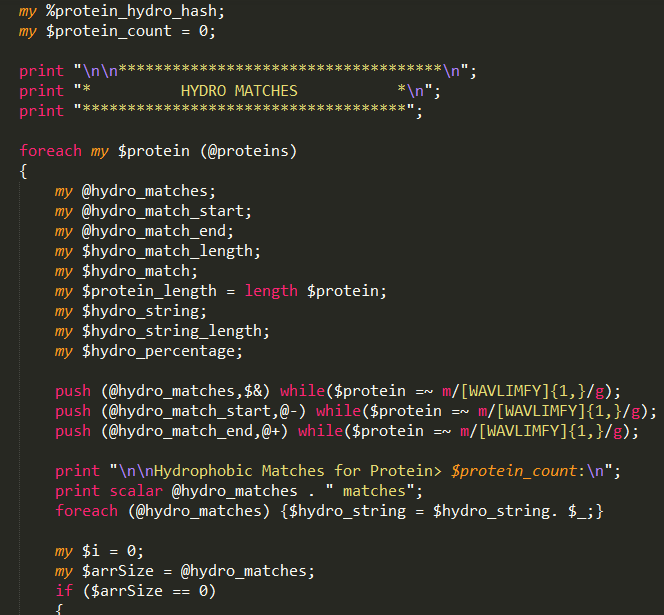 my %protein_hydro_hash;
my $protein_count = 0;

print "\n\n************************************\n";
print "*          HYDRO MATCHES           *\n";
print "************************************";

foreach my $protein (@proteins)
{
    my @hydro_matches;
    my @hydro_match_start;
    my @hydro_match_end;
    my $hydro_match_length;
    my $hydro_match;
    my $protein_length = length $protein;
    my $hydro_string;
    my $hydro_string_length;
    my $hydro_percentage;

    push (@hydro_matches,$&) while($protein =~ m/[WAVLIMFY]{1,}/g);
    push (@hydro_match_start,@-) while($protein =~ m/[WAVLIMFY]{1,}/g);
    push (@hydro_match_end,@+) while($protein =~ m/[WAVLIMFY]{1,}/g);

    print "\n\nHydrophobic Matches for Protein> $protein_count:\n";
    print scalar @hydro_matches . " matches";
    foreach (@hydro_matches) {$hydro_string = $hydro_string. $_;}

    my $i = 0;
    my $arrSize = @hydro_matches;
    if ($arrSize == 0)
    {